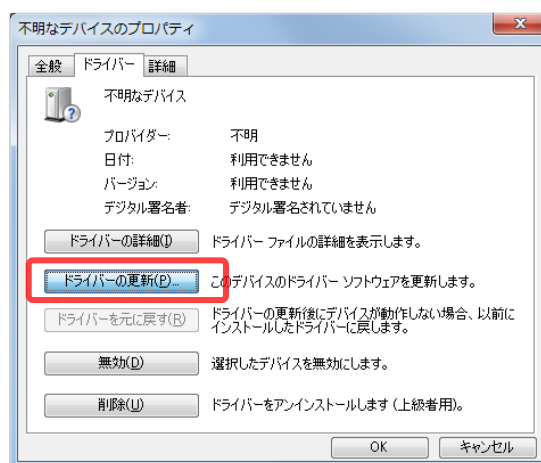 不明なデバイスのプロパティ
全般 ドライバー 詳細
不明なデバイス
プロバイダー: 不明
日付: 利用できません
バージョン: 利用できません
デジタル署名者: デジタル署名されていません
ドライバーの詳細(I) ドライバー ファイルの詳細を表示します。
ドライバーの更新(P)... このデバイスのドライバー ソフトウェアを更新します。
ドライバーを元に戻す(R) ドライバーの更新後にデバイスが動作しない場合、以前に
インストールしたドライバーに戻します。
無効(D) 選択したデバイスを無効にします。
削除(U) ドライバーをアンインストールします (上級者用)。
OK キャンセル